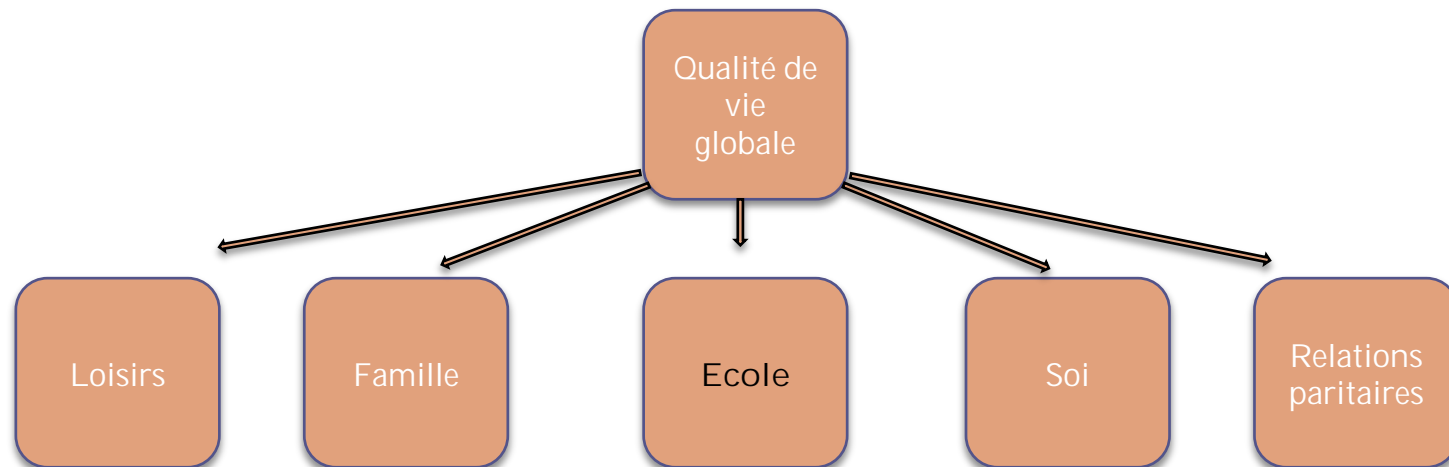 Qualité de
vie
globale
Loisirs
Famille
Ecole
Soi
Relations
paritaires